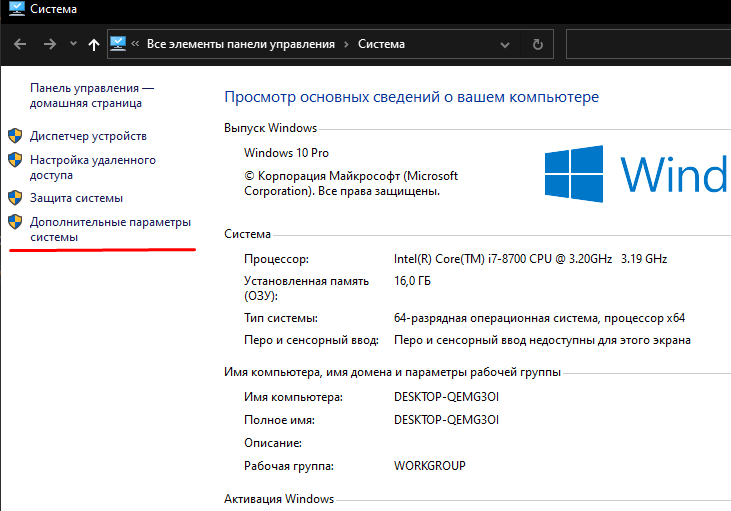 Система
Все элементы панели управления
Система
Панель управления —
домашняя страница
Диспетчер устройств
Настройка удаленного
доступа
Защита системы
Дополнительные параметры
системы
Просмотр основных сведений о вашем компьютере
Выпуск Windows
Windows 10 Pro
© Корпорация Майкрософт (Microsoft
Corporation). Все права защищены.
Wind
Система
Процессор: Intel(R) Core(TM) i7-8700 CPU @ 3.20GHz 3.19 GHz
Установленная память 16,0 ГБ
(ОЗУ):
Тип системы: 64-разрядная операционная система, процессор x64
Перо и сенсорный ввод: Перо и сенсорный ввод недоступны для этого экрана
Имя компьютера, имя домена и параметры рабочей группы
Имя компьютера: DESKTOP-QEMG3OI
Полное имя: DESKTOP-QEMG3OI
Описание:
Рабочая группа: WORKGROUP
Активация Windows